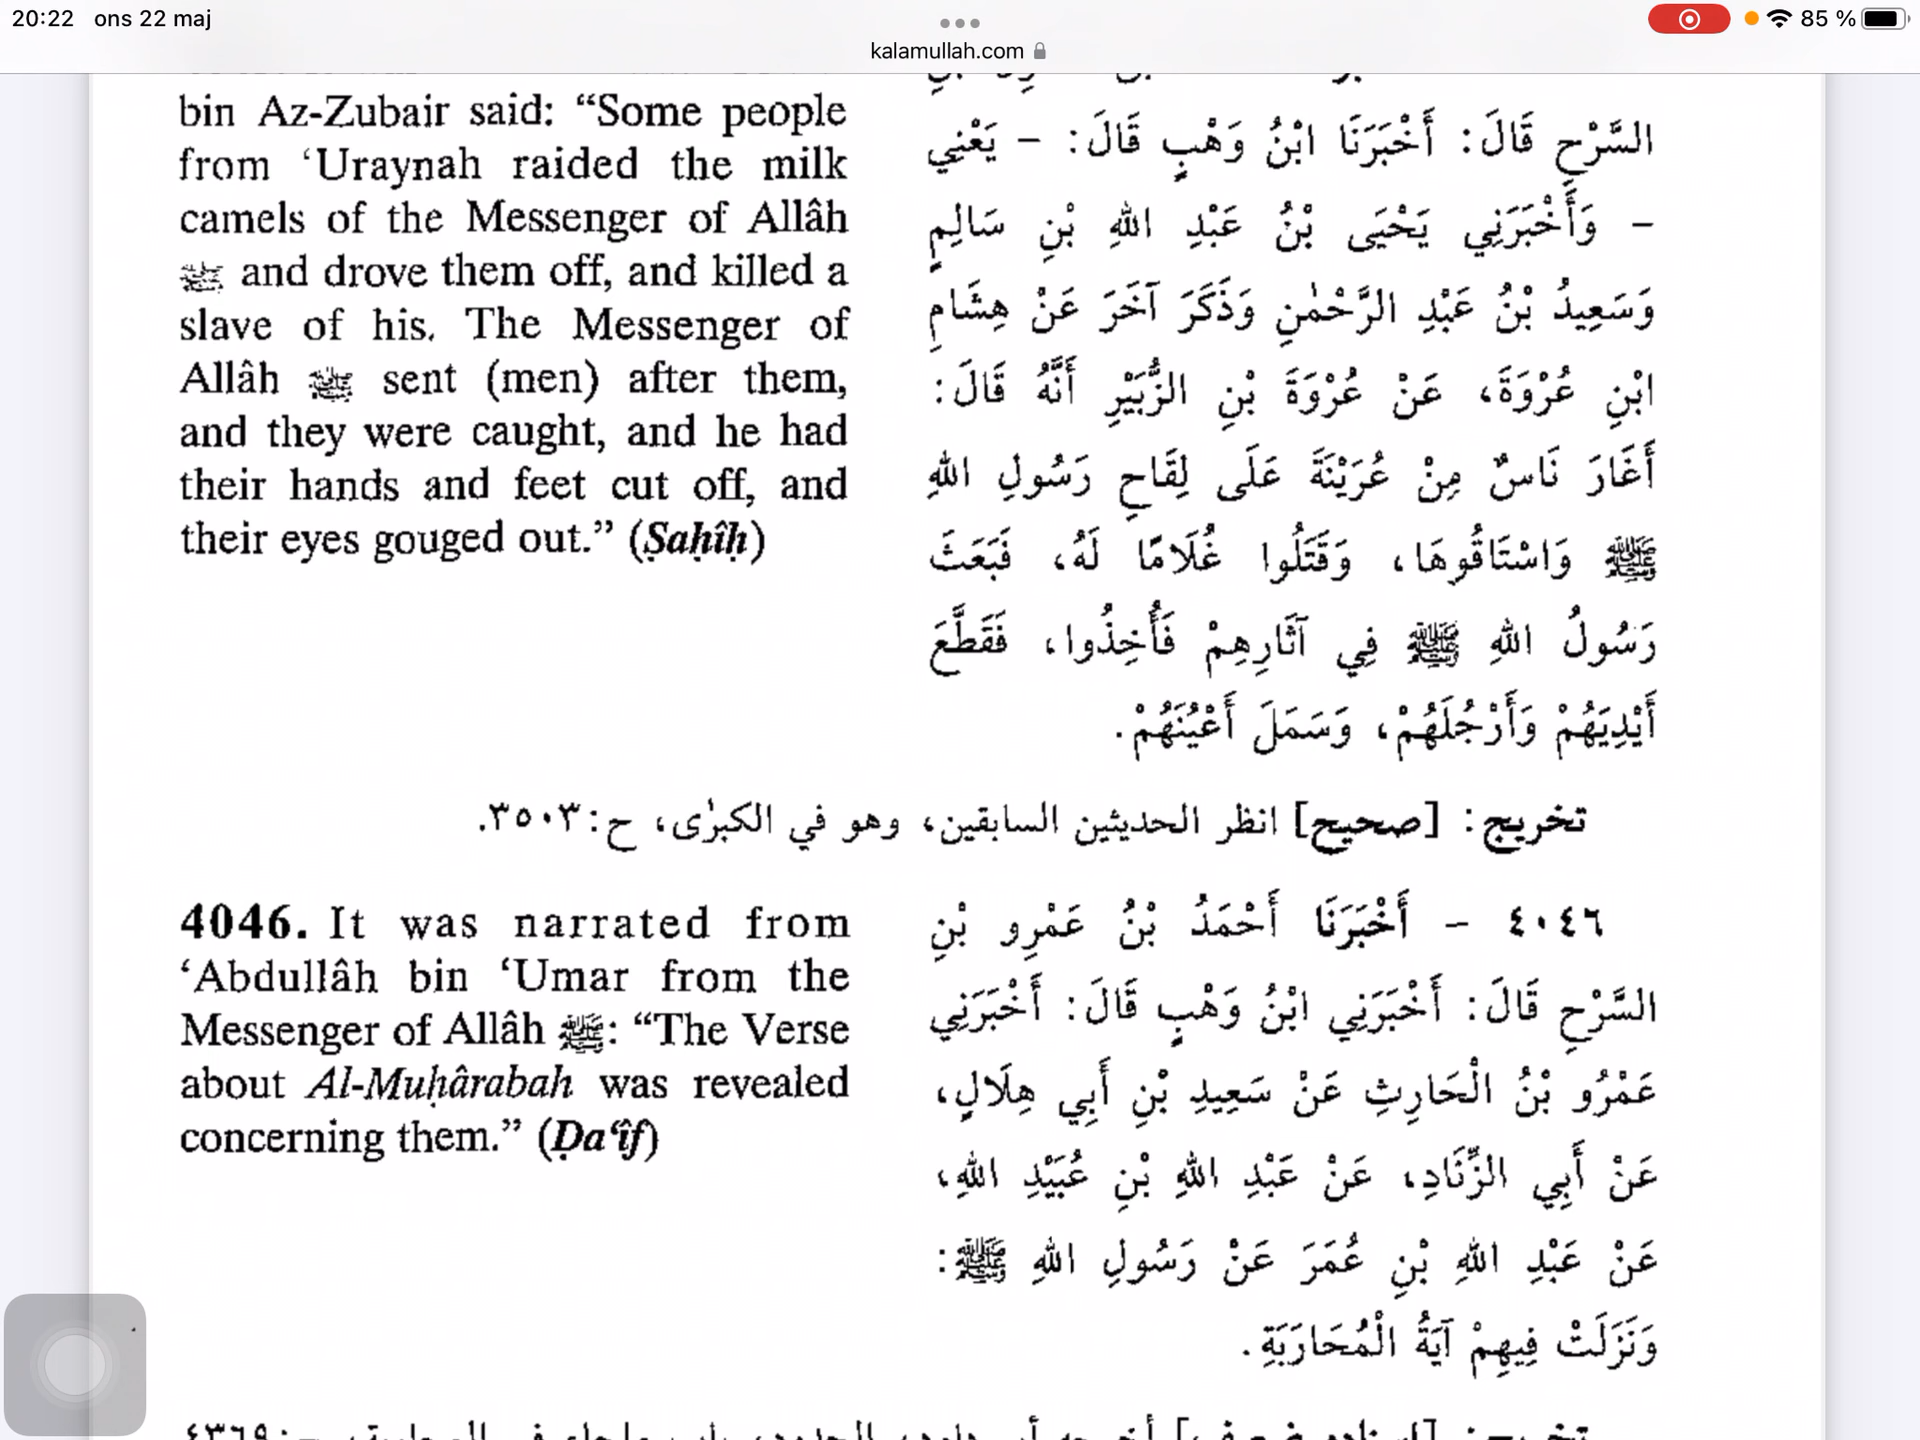 20:22 ons 22 maj
85 %
kalamullah.com
bin Az-Zubair said: “Some people
from ‘Uraynah raided the milk
camels of the Messenger of Allâh
ﷺ and drove them off, and killed a
slave of his. The Messenger of
Allâh ﷺ sent (men) after them,
and they were caught, and he had
their hands and feet cut off, and
their eyes gouged out.” (Ṣaḥîḥ)
السَّرْحِ قَالَ: أَخْبَرَنَا ابْنُ وَهْبٍ قَالَ: - يَعْنِي
- وَأَخْبَرَنِي يَحْيَى بْنُ عَبْدِ اللهِ بْنِ سَالِمٍ
وَسَعِيدُ بْنُ عَبْدِ الرَّحْمٰنِ وَذَكَرَ آخَرَ عَنْ هِشَامِ
ابْنِ عُرْوَةَ، عَنْ عُرْوَةَ بْنِ الزُّبَيْرِ أَنَّهُ قَالَ:
أَغَارَ نَاسٌ مِنْ عُرَيْنَةَ عَلَى لِقَاحِ رَسُولِ اللهِ
ﷺ وَاسْتَاقُوهَا، وَقَتَلُوا غُلَامًا لَهُ، فَبَعَثَ
رَسُولُ اللهِ ﷺ فِي آثَارِهِمْ فَأُخِذُوا، فَقَطَّعَ
أَيْدِيَهُمْ وَأَرْجُلَهُمْ، وَسَمَلَ أَعْيُنَهُمْ.
تخريج: [صحيح] انظر الحديثين السابقين، وهو في الكبرٰى، ح:٣٥٠٣.
4046. It was narrated from
‘Abdullâh bin ‘Umar from the
Messenger of Allâh ﷺ: “The Verse
about Al-Muḥârabah was revealed
concerning them.” (Ḍa‘îf)
٤٠٤٦ - أَخْبَرَنَا أَحْمَدُ بْنُ عَمْرِو بْنِ
السَّرْحِ قَالَ: أَخْبَرَنِي ابْنُ وَهْبٍ قَالَ: أَخْبَرَنِي
عَمْرُو بْنُ الْحَارِثِ عَنْ سَعِيدِ بْنِ أَبِي هِلَالٍ،
عَنْ أَبِي الزِّنَادِ، عَنْ عَبْدِ اللهِ بْنِ عُبَيْدِ اللهِ،
عَنْ عَبْدِ اللهِ بْنِ عُمَرَ عَنْ رَسُولِ اللهِ ﷺ:
وَنَزَلَتْ فِيهِمْ آيَةُ الْمُحَارَبَةِ.